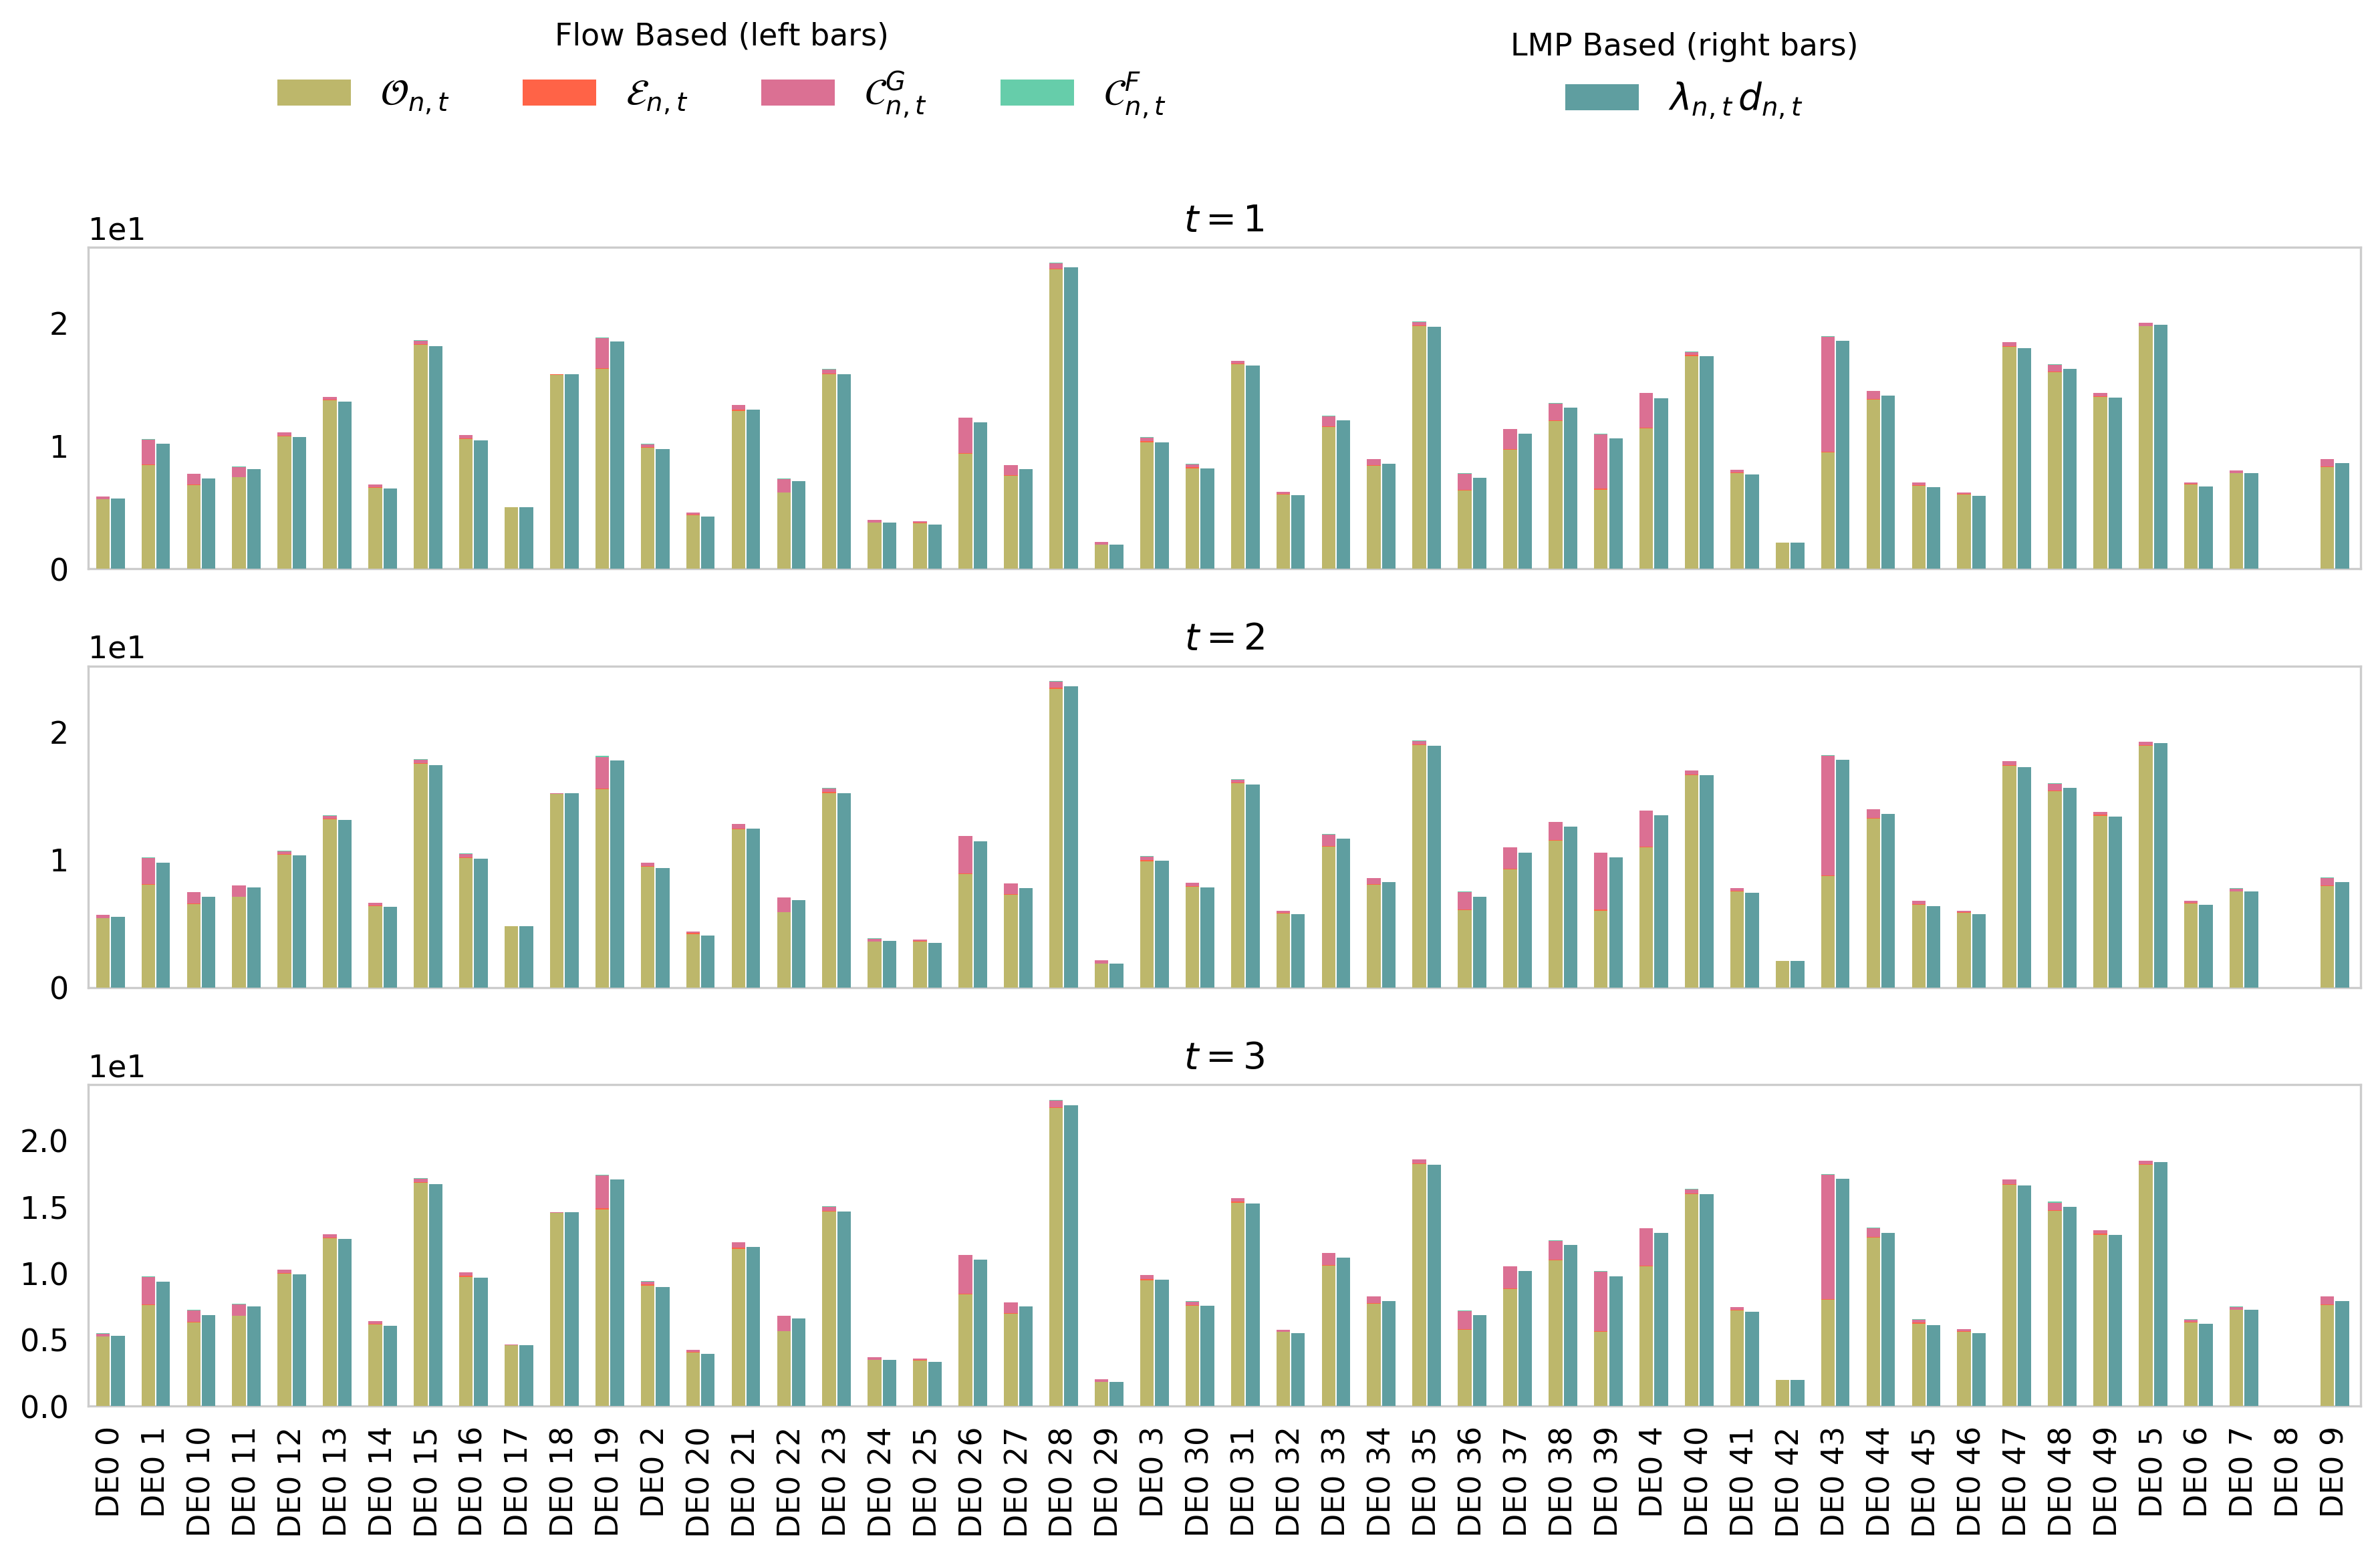 Flow Based (left bars)
𝒪n,t ℰn,t 𝒞Gn,t 𝒞Fn,t
LMP Based (right bars)
λn,t dn,t
t = 1
1e1
2
1
0
t = 2
1e1
2
1
0
t = 3
1e1
2.0
1.5
1.0
0.5
0.0
DE0 0
DE0 1
DE0 10
DE0 11
DE0 12
DE0 13
DE0 14
DE0 15
DE0 16
DE0 17
DE0 18
DE0 19
DE0 2
DE0 20
DE0 21
DE0 22
DE0 23
DE0 24
DE0 25
DE0 26
DE0 27
DE0 28
DE0 29
DE0 3
DE0 30
DE0 31
DE0 32
DE0 33
DE0 34
DE0 35
DE0 36
DE0 37
DE0 38
DE0 39
DE0 4
DE0 40
DE0 41
DE0 42
DE0 43
DE0 44
DE0 45
DE0 46
DE0 47
DE0 48
DE0 49
DE0 5
DE0 6
DE0 7
DE0 8
DE0 9